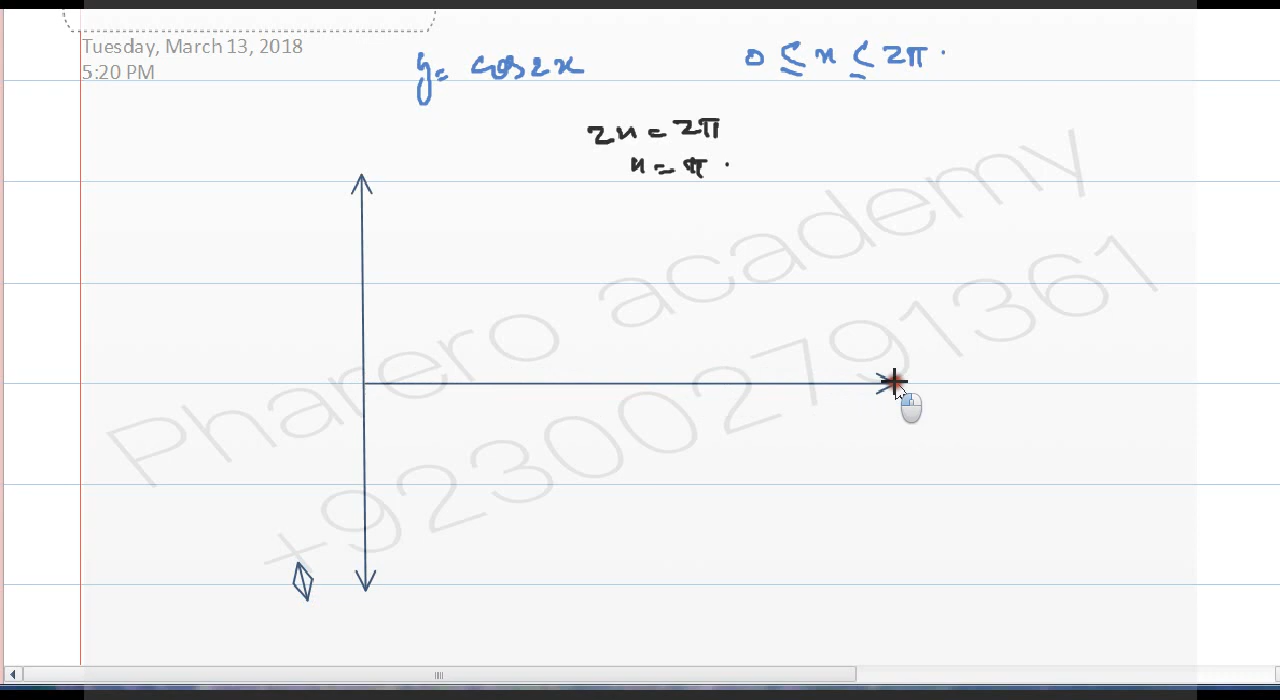 Tuesday, March 13, 2018
5:20 PM
y = cos 2x 0 ≤ x ≤ 2π .
2x = 2π
x = π .
Pharero academy
+923002791361